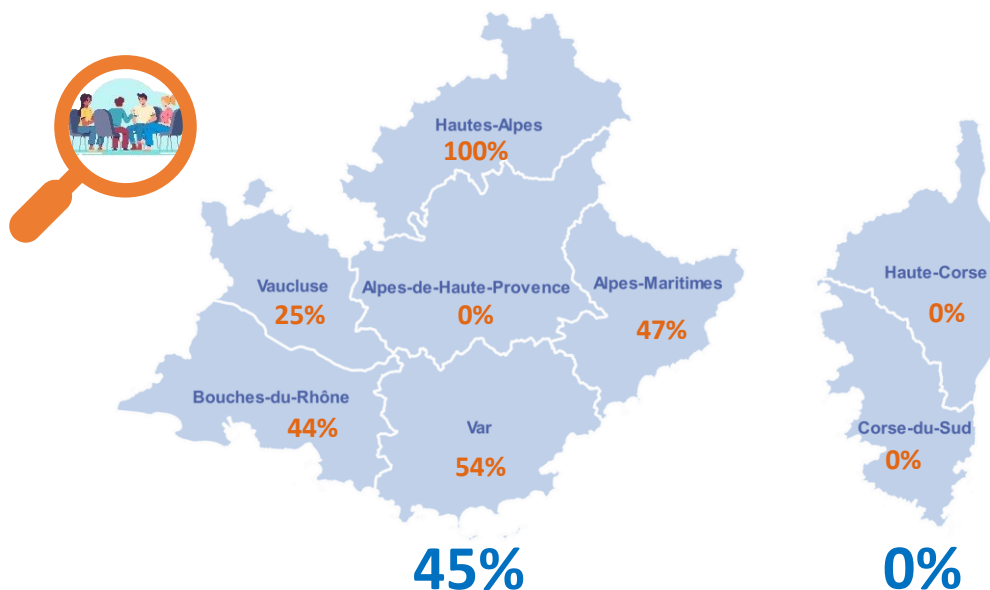 Hautes-Alpes
100%
Vaucluse
25%
Alpes-de-Haute-Provence
0%
Alpes-Maritimes
47%
Bouches-du-Rhône
44%
Var
54%
45%
Haute-Corse
0%
Corse-du-Sud
0%
0%